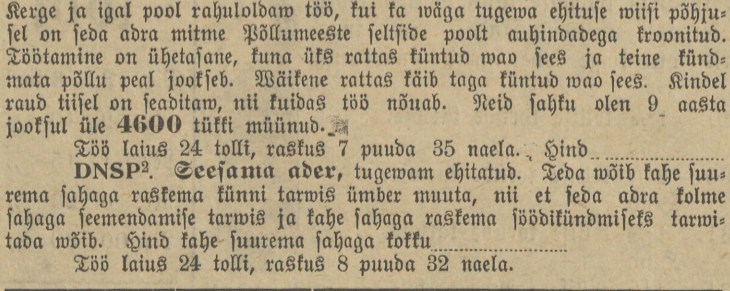 Kerge ja igal pool rahuloldaw töö, kui ka wäga tugewa ehituse wiisi põhju-
sel on seda adra mitme Põllumeeste seltside poolt auhindadega kroonitud.
Töötamine on ühetasane, kuna üks rattas küntud wao sees ja teine künd-
mata põllu peal jookseb. Wäikene rattas käib taga küntud wao sees. Kindel
raud tiisel on seaditaw, nii kuidas töö nõuab. Neid sahku olen 9 aasta
jooksul üle 4600 tükki müünud.
Töö laius 24 tolli, raskus 7 puuda 35 naela. Hind
DNSP². Seesama ader, tugewam ehitatud. Teda wõib kahe suu-
rema sahaga raskema künni tarwis ümber muuta, nii et seda adra kolme
sahaga seemendamise tarwis ja kahe sahaga raskema söödikündmiseks tarwi-
tada wõib. Hind kahe suurema sahaga kokku
Töö laius 24 tolli, raskus 8 puuda 32 naela.